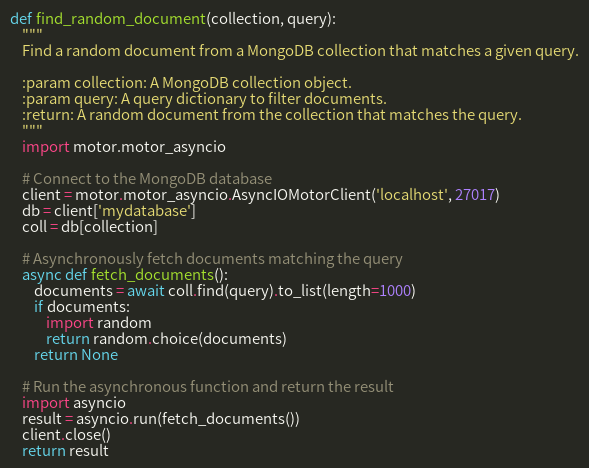 def find_random_document(collection, query):
    """
    Find a random document from a MongoDB collection that matches a given query.

    :param collection: A MongoDB collection object.
    :param query: A query dictionary to filter documents.
    :return: A random document from the collection that matches the query.
    """
    import motor.motor_asyncio

    # Connect to the MongoDB database
    client = motor.motor_asyncio.AsyncIOMotorClient('localhost', 27017)
    db = client['mydatabase']
    coll = db[collection]

    # Asynchronously fetch documents matching the query
    async def fetch_documents():
        documents = await coll.find(query).to_list(length=1000)
        if documents:
            import random
            return random.choice(documents)
        return None

    # Run the asynchronous function and return the result
    import asyncio
    result = asyncio.run(fetch_documents())
    client.close()
    return result